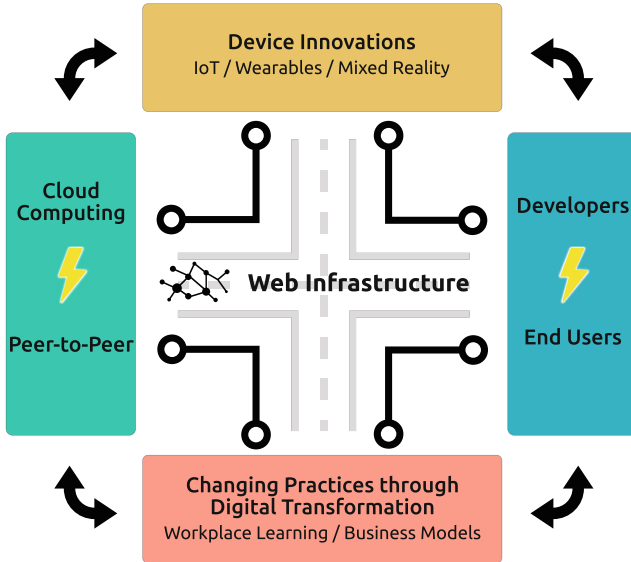 Device Innovations
IoT / Wearables / Mixed Reality
Cloud
Computing
Peer-to-Peer
Web Infrastructure
Developers
End Users
Changing Practices through
Digital Transformation
Workplace Learning / Business Models